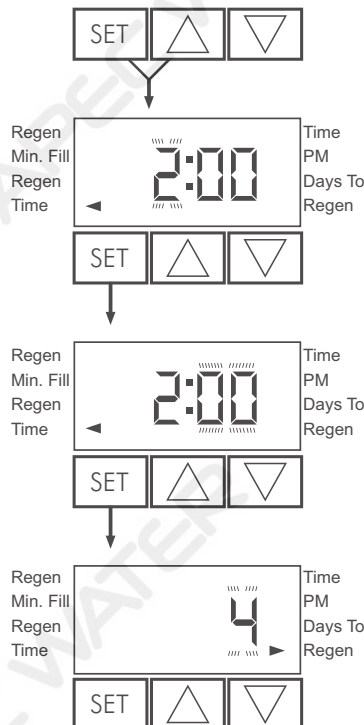 SET
Regen Time
Min. Fill 2:00 PM
Regen Days To
Time Regen
SET
Regen Time
Min. Fill 2:00 PM
Regen Days To
Time Regen
SET
Regen Time
Min. Fill 4 PM
Regen Days To
Time Regen
SET
APEC W
WATER